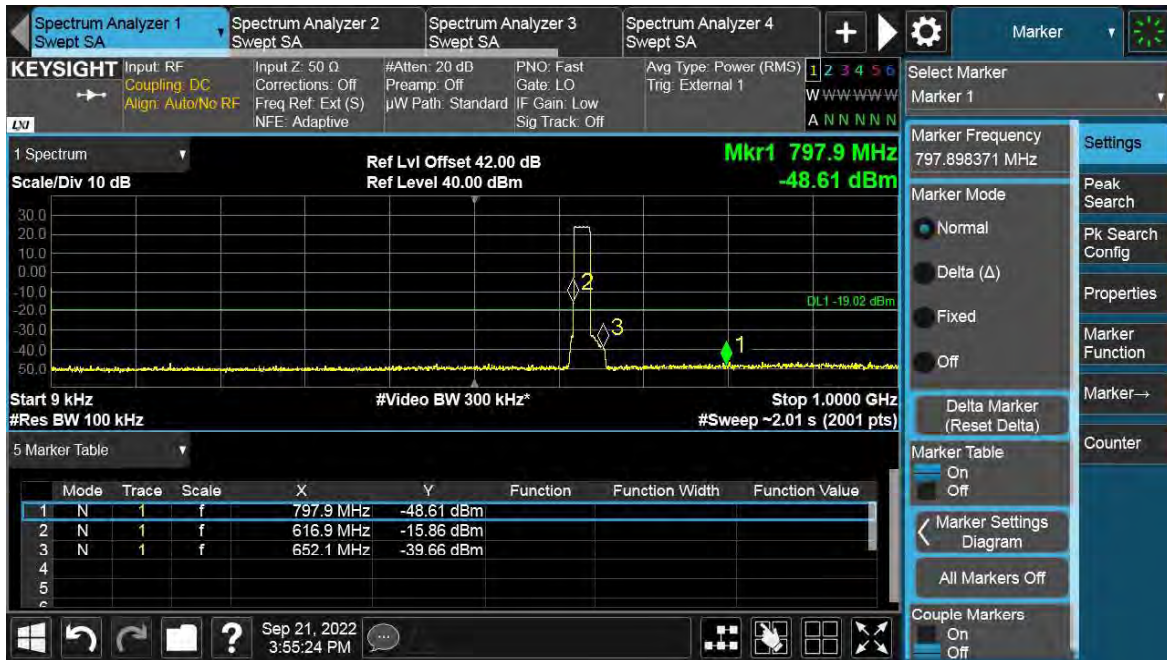 Spectrum Analyzer 1
Swept SA
Spectrum Analyzer 2
Swept SA
Spectrum Analyzer 3
Swept SA
Spectrum Analyzer 4
Swept SA
+
Marker
KEYSIGHT
LXI
Input: RF
Coupling: DC
Align: Auto/No RF
Input Z: 50 Ω
Corrections: Off
Freq Ref: Ext (S)
NFE: Adaptive
#Atten: 20 dB
Preamp: Off
µW Path: Standard
PNO: Fast
Gate: LO
IF Gain: Low
Sig Track: Off
Avg Type: Power (RMS)
Trig: External 1
1 2 3 4 5 6
W W W W W W
A N N N N N
Select Marker
Marker 1
1 Spectrum
Scale/Div 10 dB
Ref Lvl Offset 42.00 dB
Ref Level 40.00 dBm
Mkr1 797.9 MHz
-48.61 dBm
30.0
20.0
10.0
0.00
-10.0
-20.0
-30.0
-40.0
50.0
2
3
1
DL1 -19.02 dBm
Start 9 kHz
#Res BW 100 kHz
#Video BW 300 kHz*
Stop 1.0000 GHz
#Sweep ~2.01 s (2001 pts)
5 Marker Table
Mode Trace Scale X Y Function Function Width Function Value
1 N 1 f 797.9 MHz -48.61 dBm
2 N 1 f 616.9 MHz -15.86 dBm
3 N 1 f 652.1 MHz -39.66 dBm
4
5
Marker Frequency
797.898371 MHz
Marker Mode
Normal
Delta (Δ)
Fixed
Off
Delta Marker
(Reset Delta)
Marker Table
On
Off
Marker Settings
Diagram
All Markers Off
Couple Markers
On
Off
Settings
Peak
Search
Pk Search
Config
Properties
Marker
Function
Marker→
Counter
?
Sep 21, 2022
3:55:24 PM